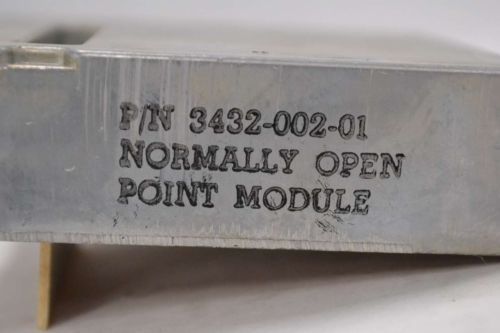 P/N 3432-002-01
NORMALLY OPEN
POINT MODULE